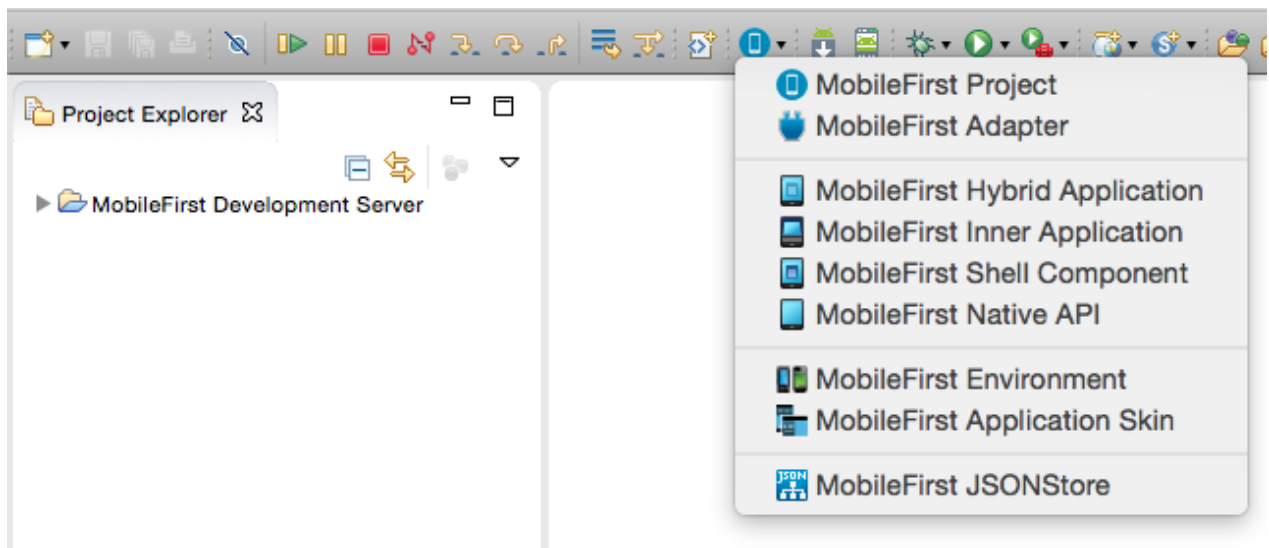 MobileFirst Project
Project Explorer
MobileFirst Adapter
MobileFirst Development Server
MobileFirst Hybrid Application
MobileFirst Inner Application
MobileFirst Shell Component
MobileFirst Native API
MobileFirst Environment
MobileFirst Application Skin
JSON
MobileFirst JSONStore